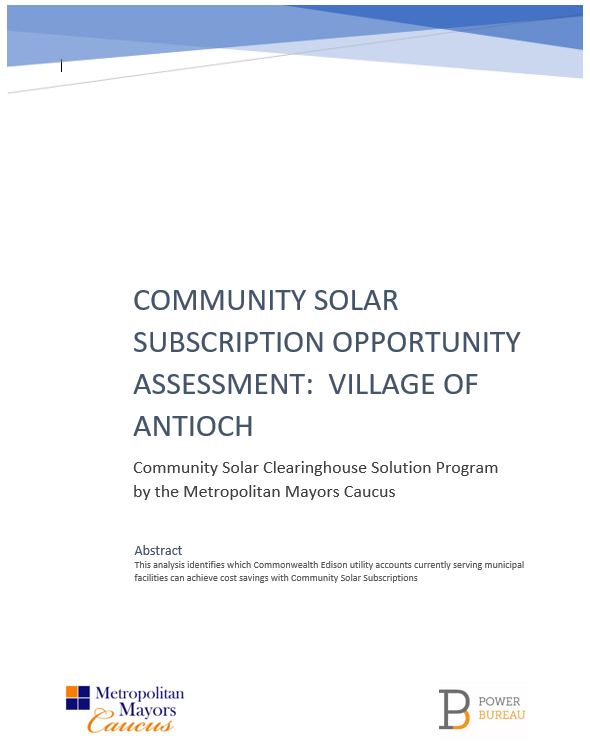 COMMUNITY SOLAR
SUBSCRIPTION OPPORTUNITY
ASSESSMENT:  VILLAGE OF
ANTIOCH
Community Solar Clearinghouse Solution Program
by the Metropolitan Mayors Caucus
Abstract
This analysis identifies which Commonwealth Edison utility accounts currently serving municipal
facilities can achieve cost savings with Community Solar Subscriptions
Metropolitan
Mayors
Caucus
POWER
BUREAU